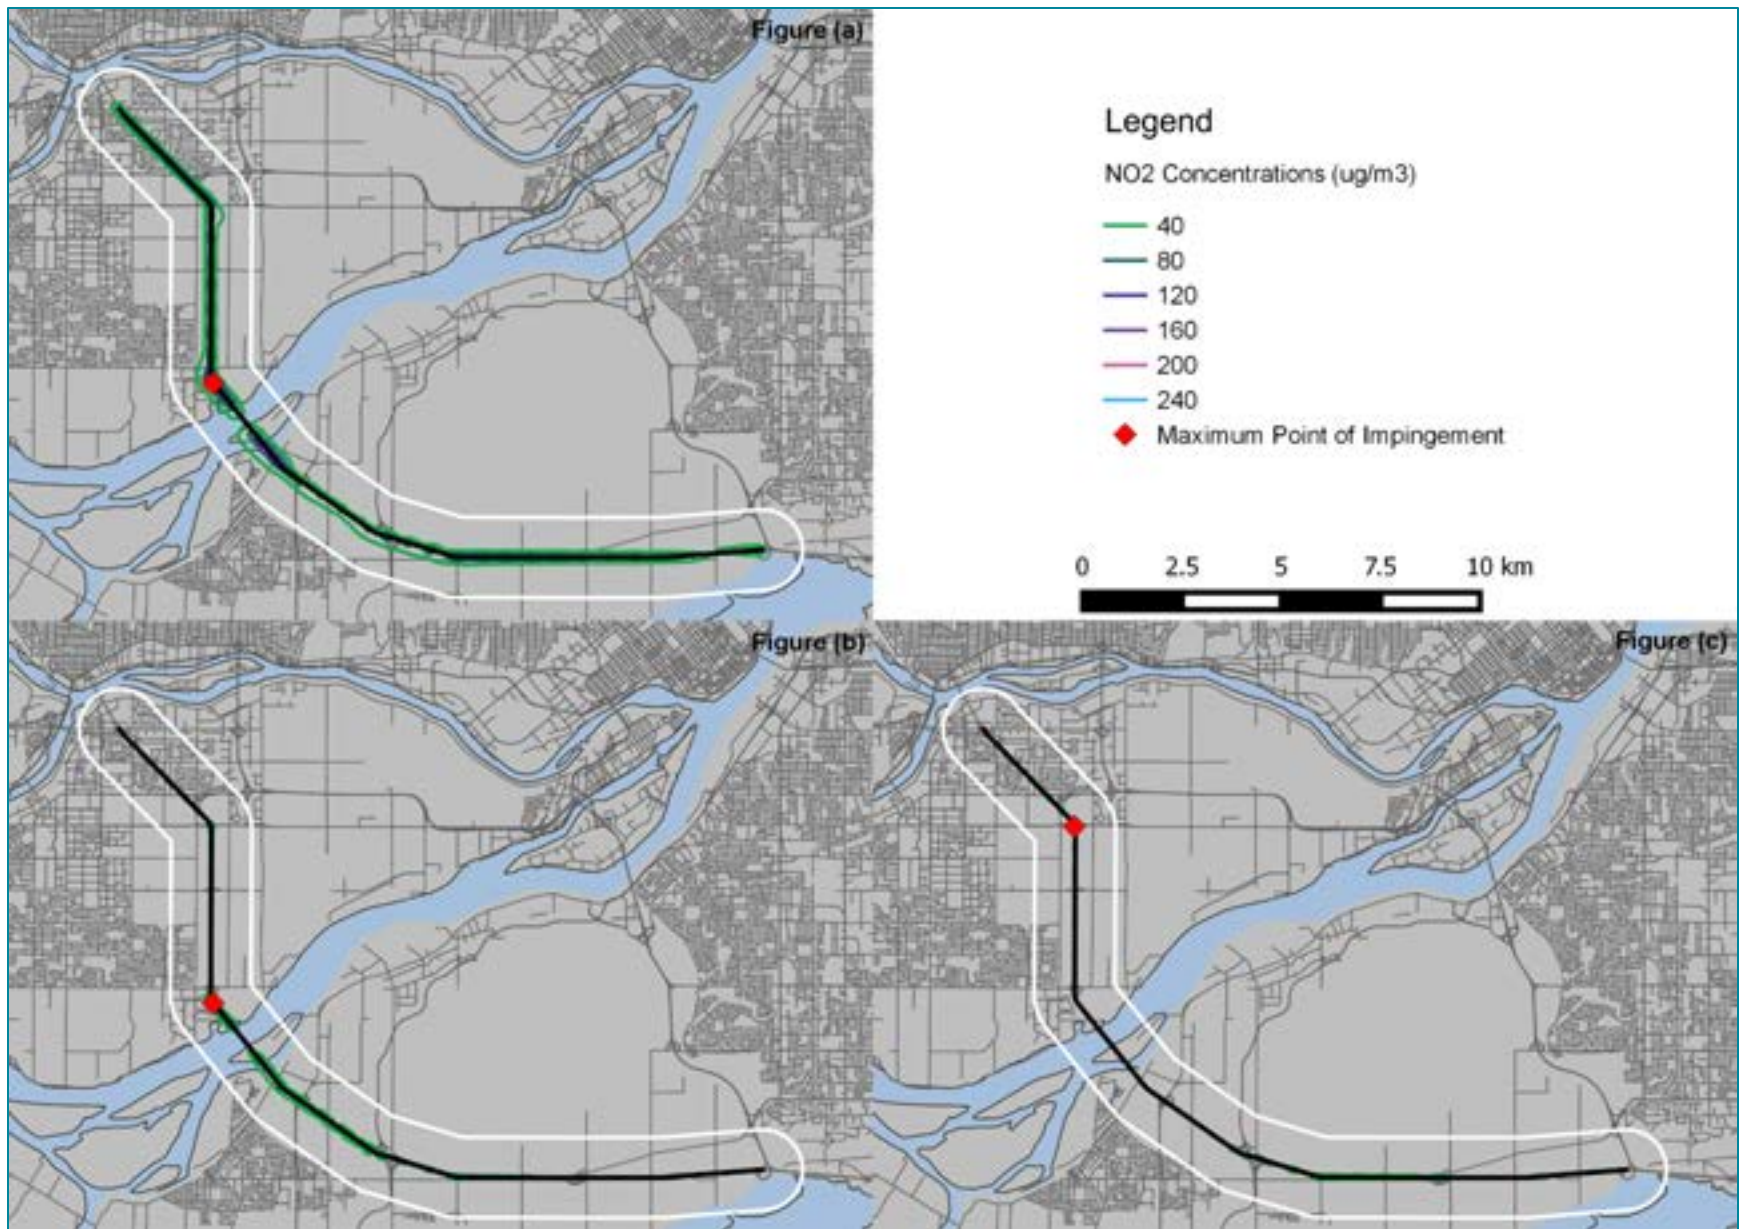 Figure (a)
Legend
NO2 Concentrations (ug/m3)
40
80
120
160
200
240
Maximum Point of Impingement
0 2.5 5 7.5 10 km
Figure (b)
Figure (c)